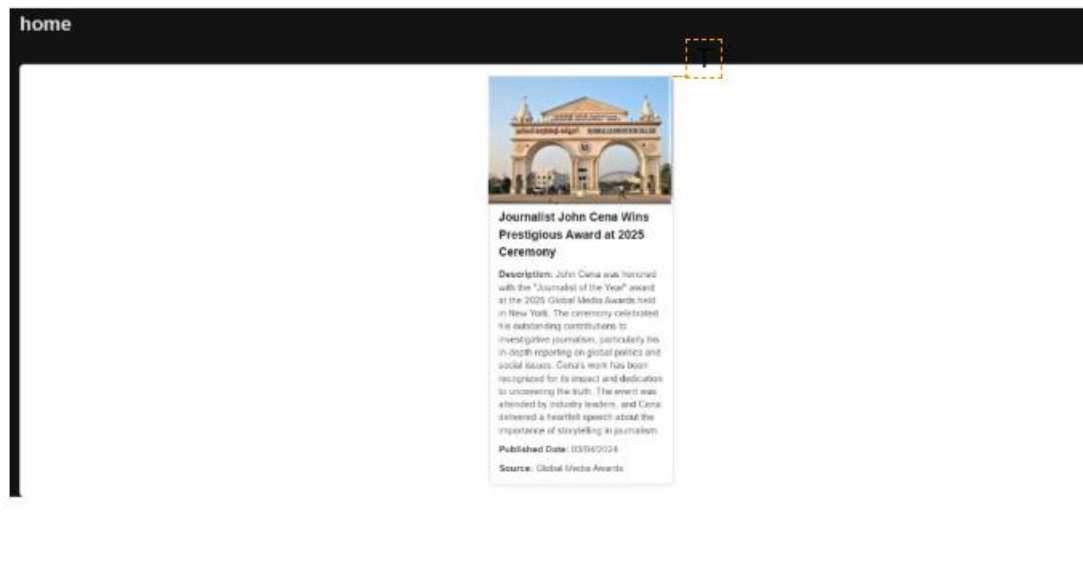 home
T
Journalist John Cena Wins
Prestigious Award at 2025
Ceremony
Description: John Cena was honored
with the "Journalist of the Year" award
at the 2025 Global Media Awards held
in New York. The ceremony celebrated
his outstanding contributions to
investigative journalism, particularly his
in-depth reporting on global politics and
social issues. Cena's work has been
recognized for its impact and dedication
to uncovering the truth. The event was
attended by industry leaders, and Cena
delivered a heartfelt speech about the
importance of storytelling in journalism.
Published Date: 03/04/2024
Source: Global Media Awards